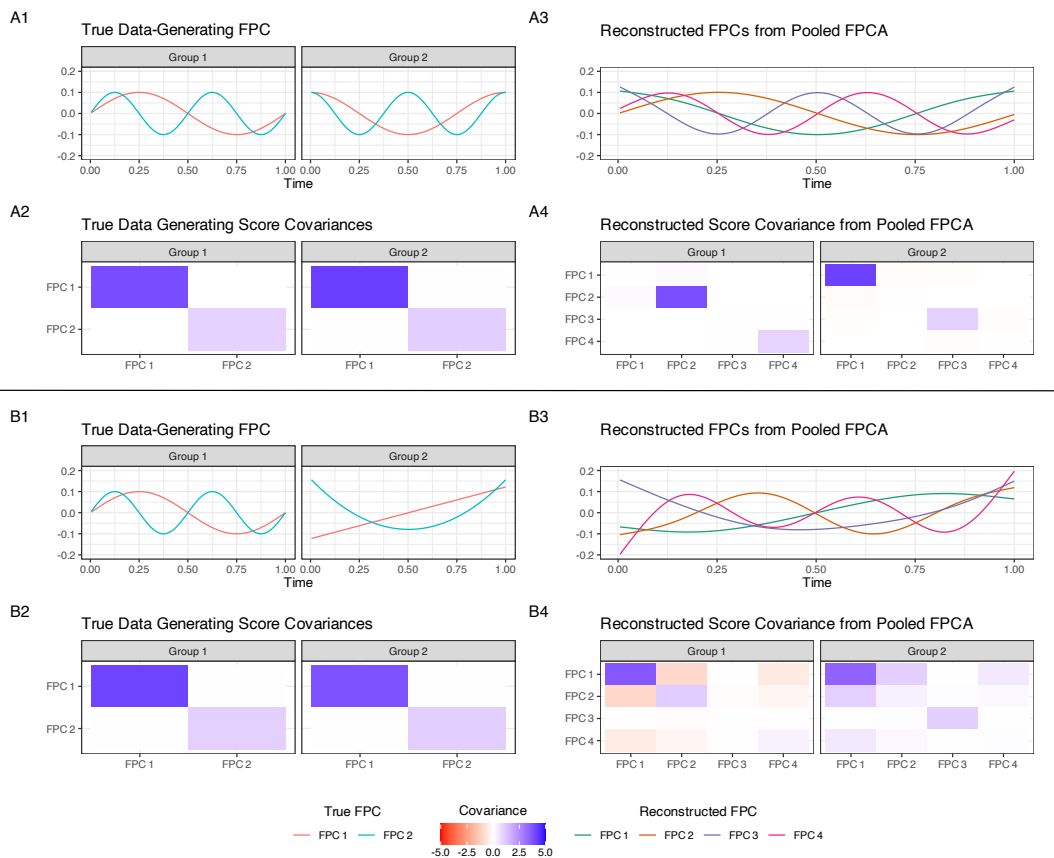 A1
True Data-Generating FPC
Group 1
Group 2
0.2
0.1
0.0
-0.1
-0.2
0.00 0.25 0.50 0.75 1.00 0.00 0.25 0.50 0.75 1.00
Time
A3
Reconstructed FPCs from Pooled FPCA
0.2
0.1
0.0
-0.1
-0.2
0.00 0.25 0.50 0.75 1.00
Time
A2
True Data Generating Score Covariances
Group 1
Group 2
FPC 1
FPC 2
FPC 1 FPC 2 FPC 1 FPC 2
A4
Reconstructed Score Covariance from Pooled FPCA
Group 1
Group 2
FPC 1
FPC 2
FPC 3
FPC 4
FPC 1 FPC 2 FPC 3 FPC 4 FPC 1 FPC 2 FPC 3 FPC 4
B1
True Data-Generating FPC
Group 1
Group 2
0.2
0.1
0.0
-0.1
-0.2
0.00 0.25 0.50 0.75 1.00 0.00 0.25 0.50 0.75 1.00
Time
B3
Reconstructed FPCs from Pooled FPCA
0.2
0.1
0.0
-0.1
-0.2
0.00 0.25 0.50 0.75 1.00
Time
B2
True Data Generating Score Covariances
Group 1
Group 2
FPC 1
FPC 2
FPC 1 FPC 2 FPC 1 FPC 2
B4
Reconstructed Score Covariance from Pooled FPCA
Group 1
Group 2
FPC 1
FPC 2
FPC 3
FPC 4
FPC 1 FPC 2 FPC 3 FPC 4 FPC 1 FPC 2 FPC 3 FPC 4
True FPC
FPC 1 FPC 2
Covariance
-5.0 -2.5 0.0 2.5 5.0
Reconstructed FPC
FPC 1 FPC 2 FPC 3 FPC 4